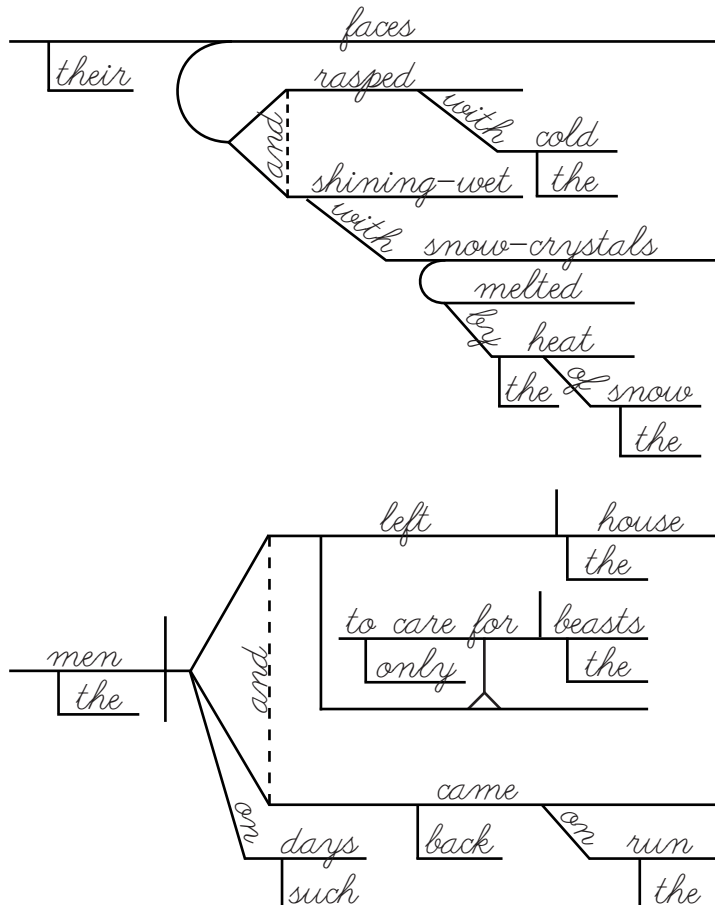 faces
their
rasped
with
cold
the
and
shining-wet
with
snow-crystals
melted
by
heat
the
of
snow
the
left
house
the
to care for
beasts
only
the
men
the
and
came
back
on
run
the
on
days
such